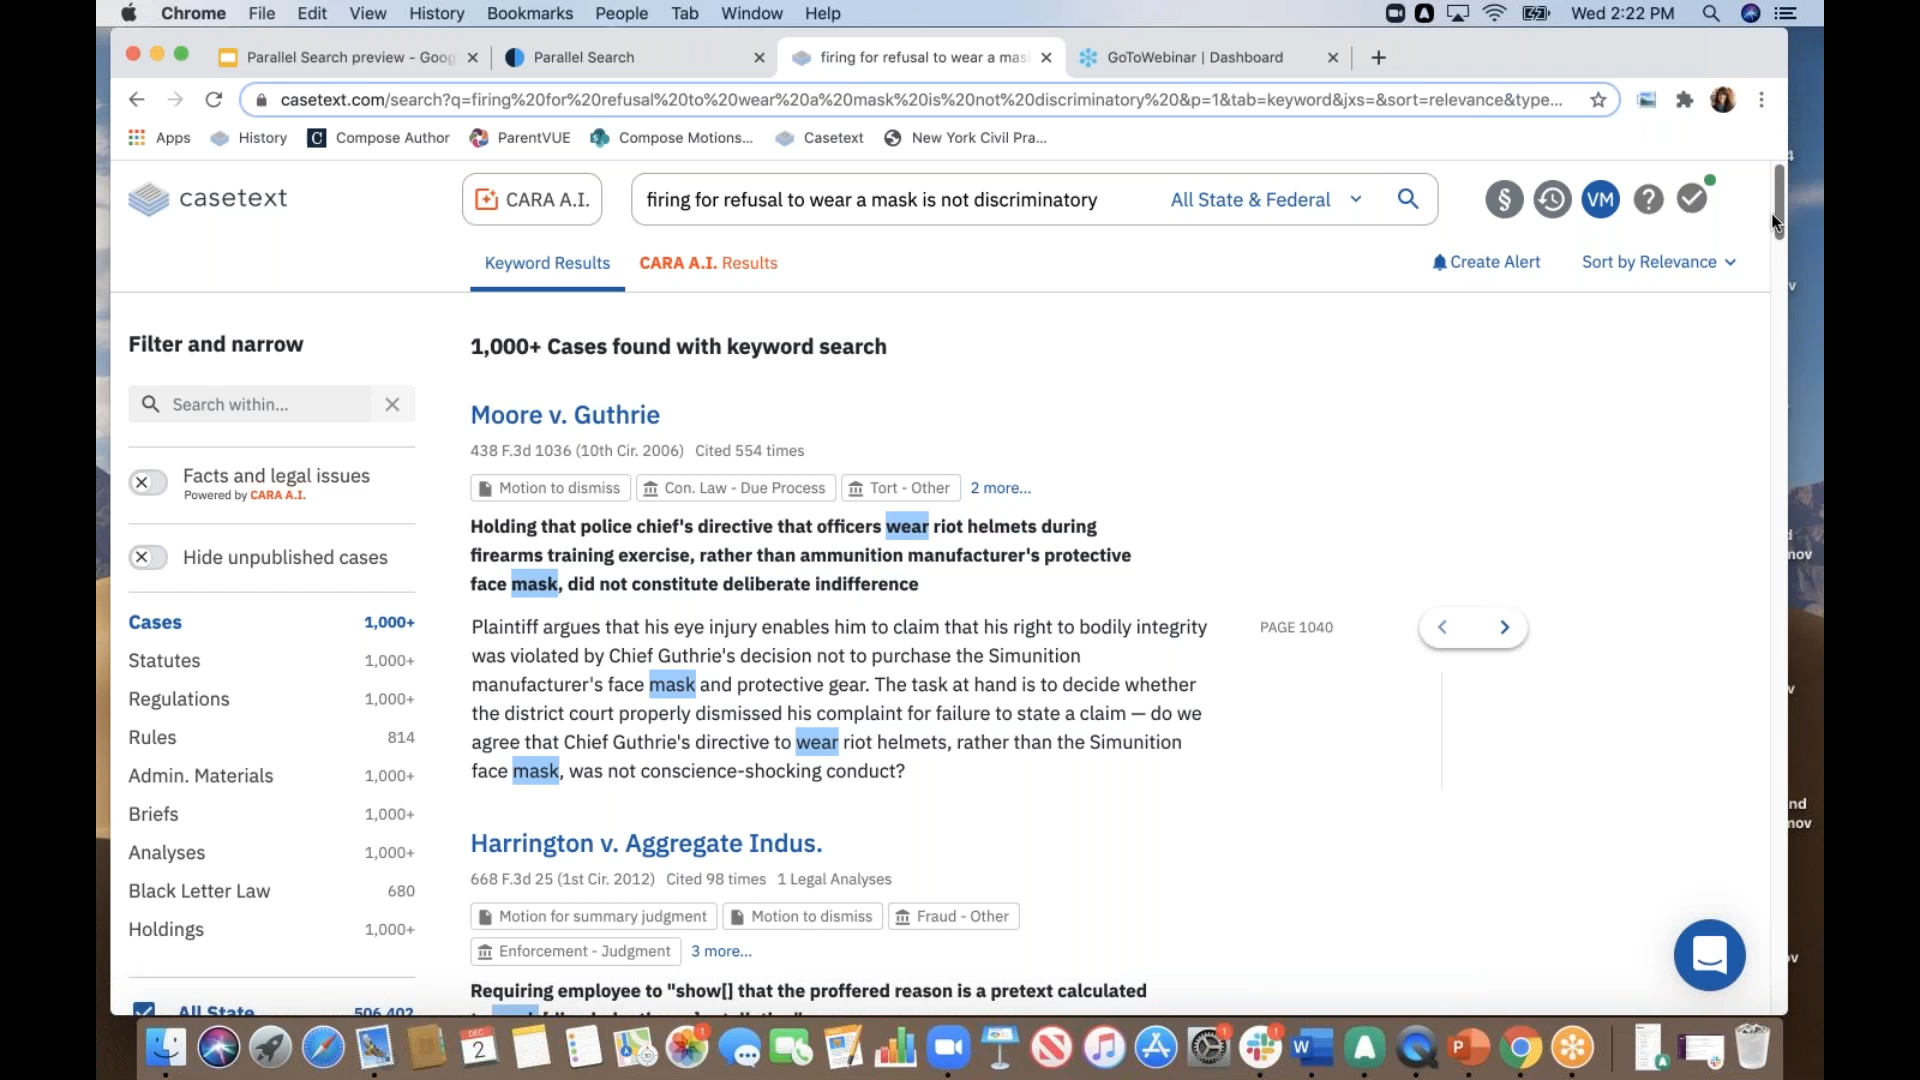 Chrome File Edit View History Bookmarks People Tab Window Help Wed 2:22 PM
Parallel Search preview - Goog Parallel Search firing for refusal to wear a mas GoToWebinar | Dashboard
casetext.com/search?q=firing%20for%20refusal%20to%20wear%20a%20mask%20is%20not%20discriminatory%20&p=1&tab=keyword&jxs=&sort=relevance&type...
Apps History Compose Author ParentVUE Compose Motions... Casetext New York Civil Pra...
casetext CARA A.I. firing for refusal to wear a mask is not discriminatory All State & Federal § VM ?
Keyword Results CARA A.I. Results Create Alert Sort by Relevance
Filter and narrow
Search within...
Facts and legal issues
Powered by CARA A.I.
Hide unpublished cases
Cases 1,000+
Statutes 1,000+
Regulations 1,000+
Rules 814
Admin. Materials 1,000+
Briefs 1,000+
Analyses 1,000+
Black Letter Law 680
Holdings 1,000+
All State 506,402
1,000+ Cases found with keyword search
Moore v. Guthrie
438 F.3d 1036 (10th Cir. 2006) Cited 554 times
Motion to dismiss Con. Law - Due Process Tort - Other 2 more...
Holding that police chief's directive that officers wear riot helmets during
firearms training exercise, rather than ammunition manufacturer's protective
face mask, did not constitute deliberate indifference
Plaintiff argues that his eye injury enables him to claim that his right to bodily integrity PAGE 1040
was violated by Chief Guthrie's decision not to purchase the Simunition
manufacturer's face mask and protective gear. The task at hand is to decide whether
the district court properly dismissed his complaint for failure to state a claim — do we
agree that Chief Guthrie's directive to wear riot helmets, rather than the Simunition
face mask, was not conscience-shocking conduct?
Harrington v. Aggregate Indus.
668 F.3d 25 (1st Cir. 2012) Cited 98 times 1 Legal Analyses
Motion for summary judgment Motion to dismiss Fraud - Other
Enforcement - Judgment 3 more...
Requiring employee to "show[] that the proffered reason is a pretext calculated
DEC
2